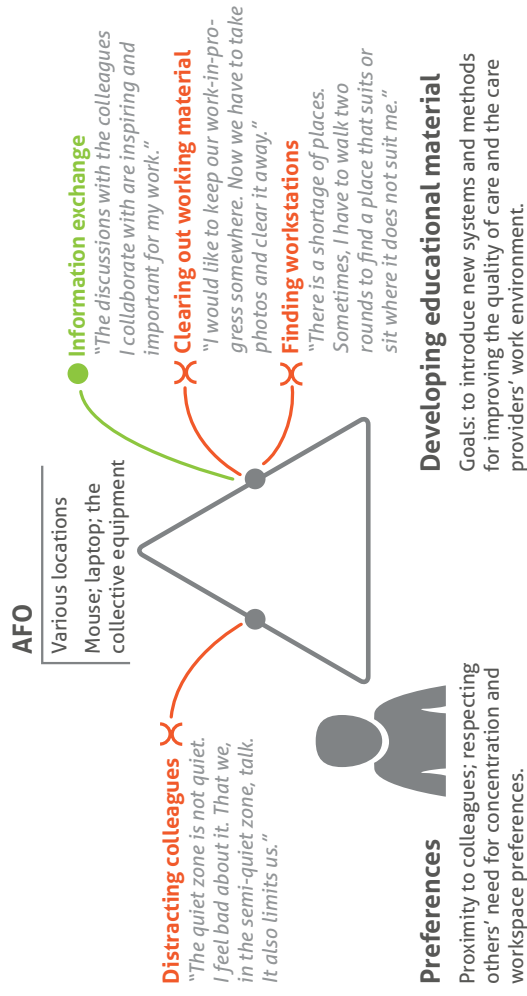 AFO
Various locations
Mouse; laptop; the
collective equipment
Distracting colleagues
“The quiet zone is not quiet.
I feel bad about it. That we,
in the semi-quiet zone, talk.
It also limits us.”
Information exchange
“The discussions with the colleagues
I collaborate with are inspiring and
important for my work.”
Clearing out working material
“I would like to keep our work-in-pro-
gress somewhere. Now we have to take
photos and clear it away.”
Finding workstations
“There is a shortage of places.
Sometimes, I have to walk two
rounds to find a place that suits or
sit where it does not suit me.”
Preferences
Proximity to colleagues; respecting
others’ need for concentration and
workspace preferences.
Developing educational material
Goals: to introduce new systems and methods
for improving the quality of care and the care
providers’ work environment.